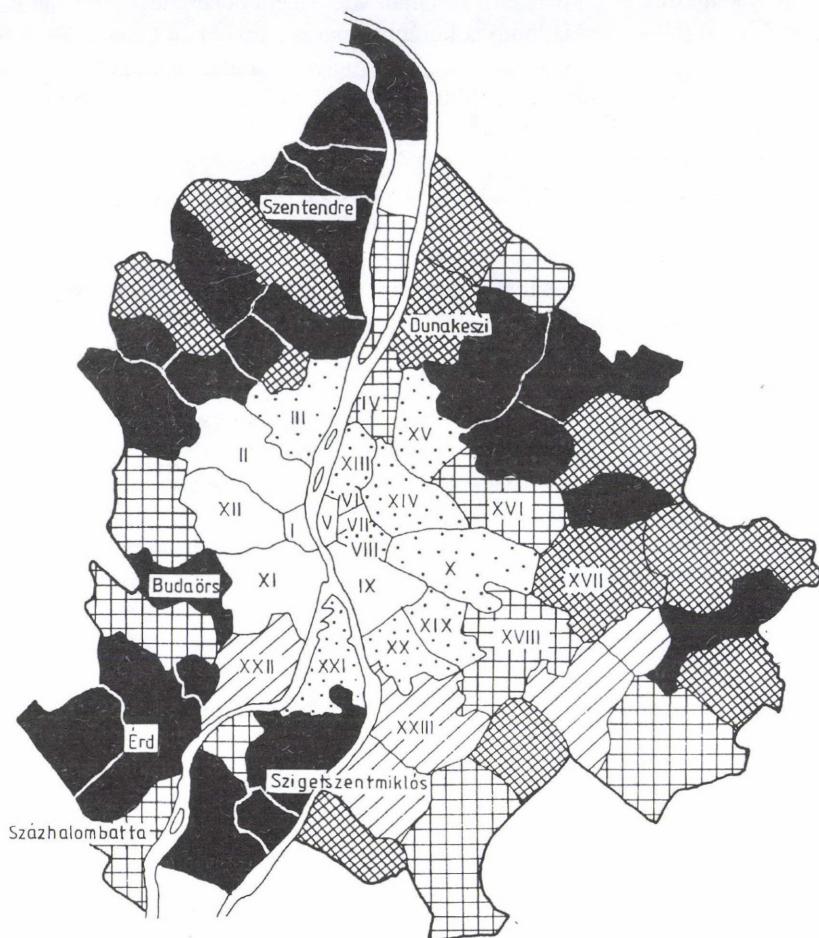 Szentendre
Dunakeszi
III
IV
XV
II
XIII
XII
VI
XIV
XVI
I
V
VII
VIII
X
XVII
Budaörs
XI
IX
XIX
XVIII
XX
XXII
XXI
XXIII
Érd
Szigetszentmiklós
Százhalombatta